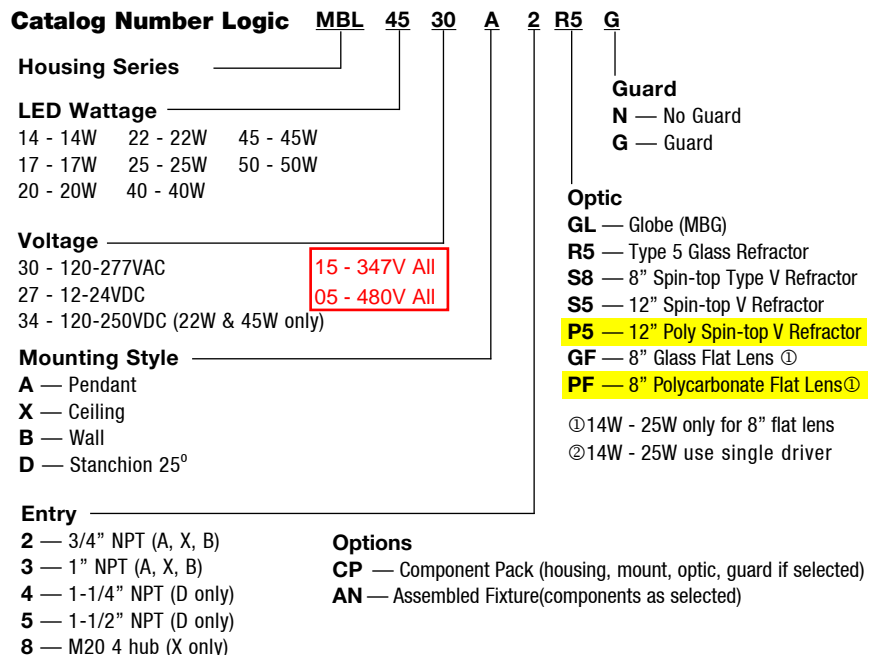 Catalog Number Logic MBL 45 30 A 2 R5 G
Housing Series
LED Wattage
14 - 14W 22 - 22W 45 - 45W
17 - 17W 25 - 25W 50 - 50W
20 - 20W 40 - 40W
Voltage
30 - 120-277VAC
27 - 12-24VDC
34 - 120-250VDC (22W & 45W only)
15 - 347V All
05 - 480V All
Mounting Style
A — Pendant
X — Ceiling
B — Wall
D — Stanchion 25⁰
Entry
2 — 3/4” NPT (A, X, B)
3 — 1” NPT (A, X, B)
4 — 1-1/4” NPT (D only)
5 — 1-1/2” NPT (D only)
8 — M20 4 hub (X only)
Guard
N — No Guard
G — Guard
Optic
GL — Globe (MBG)
R5 — Type 5 Glass Refractor
S8 — 8” Spin-top Type V Refractor
S5 — 12” Spin-top V Refractor
P5 — 12” Poly Spin-top V Refractor
GF — 8” Glass Flat Lens ①
PF — 8” Polycarbonate Flat Lens①
①14W - 25W only for 8” flat lens
②14W - 25W use single driver
Options
CP — Component Pack (housing, mount, optic, guard if selected)
AN — Assembled Fixture(components as selected)